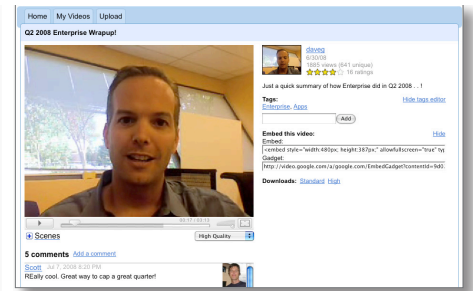 Home My Videos Upload
Q2 2008 Enterprise Wrapup!
daveg
6/30/08
1865 views (641 unique)
16 ratings
Just a quick summary of how Enterprise did in Q2 2008 . . !
Tags: Hide tags editor
Enterprise, Apps
Add
Embed this video: Hide
Embed:
<embed style="width:480px; height:387px;" allowfullscreen="true" typ
Gadget:
http://video.google.com/a/google.com/EmbedGadget?contentId=9d0
Downloads: Standard High
Scenes High Quality
5 comments Add a comment
Scott Jul 7, 2008 8:20 PM
REally cool. Great way to cap a great quarter!